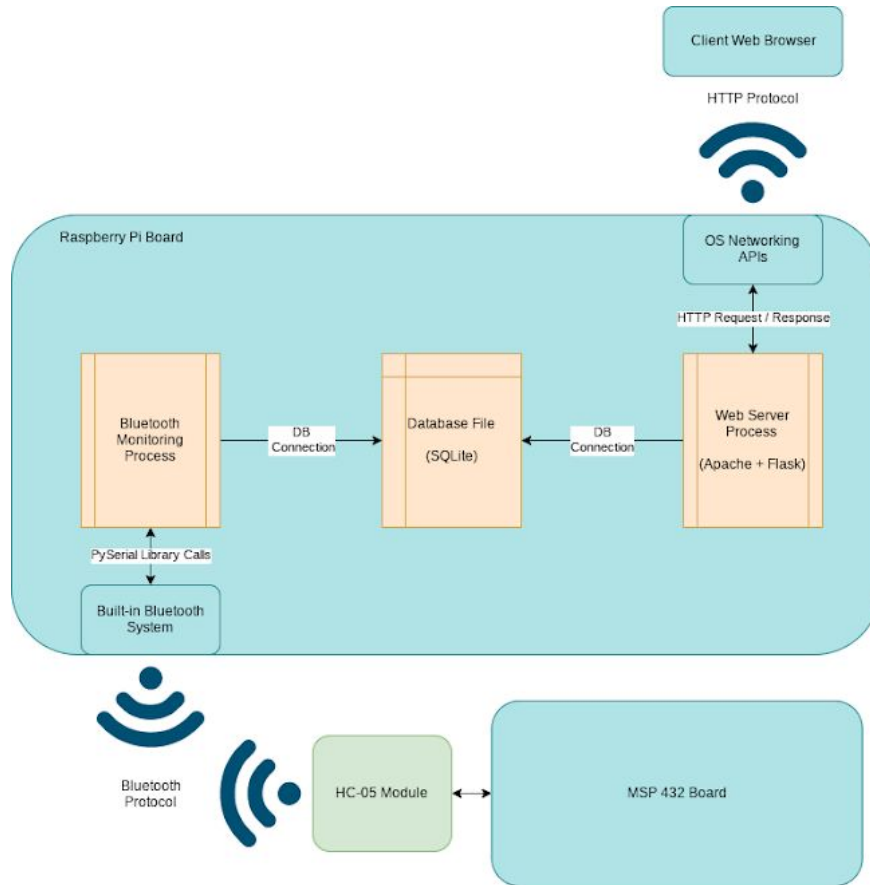 Client Web Browser
HTTP Protocol
Raspberry Pi Board
OS Networking
APIs
HTTP Request / Response
Bluetooth
Monitoring
Process
DB
Connection
Database File
(SQLite)
DB
Connection
Web Server
Process
(Apache + Flask)
PySerial Library Calls
Built-in Bluetooth
System
Bluetooth
Protocol
HC-05 Module
MSP 432 Board